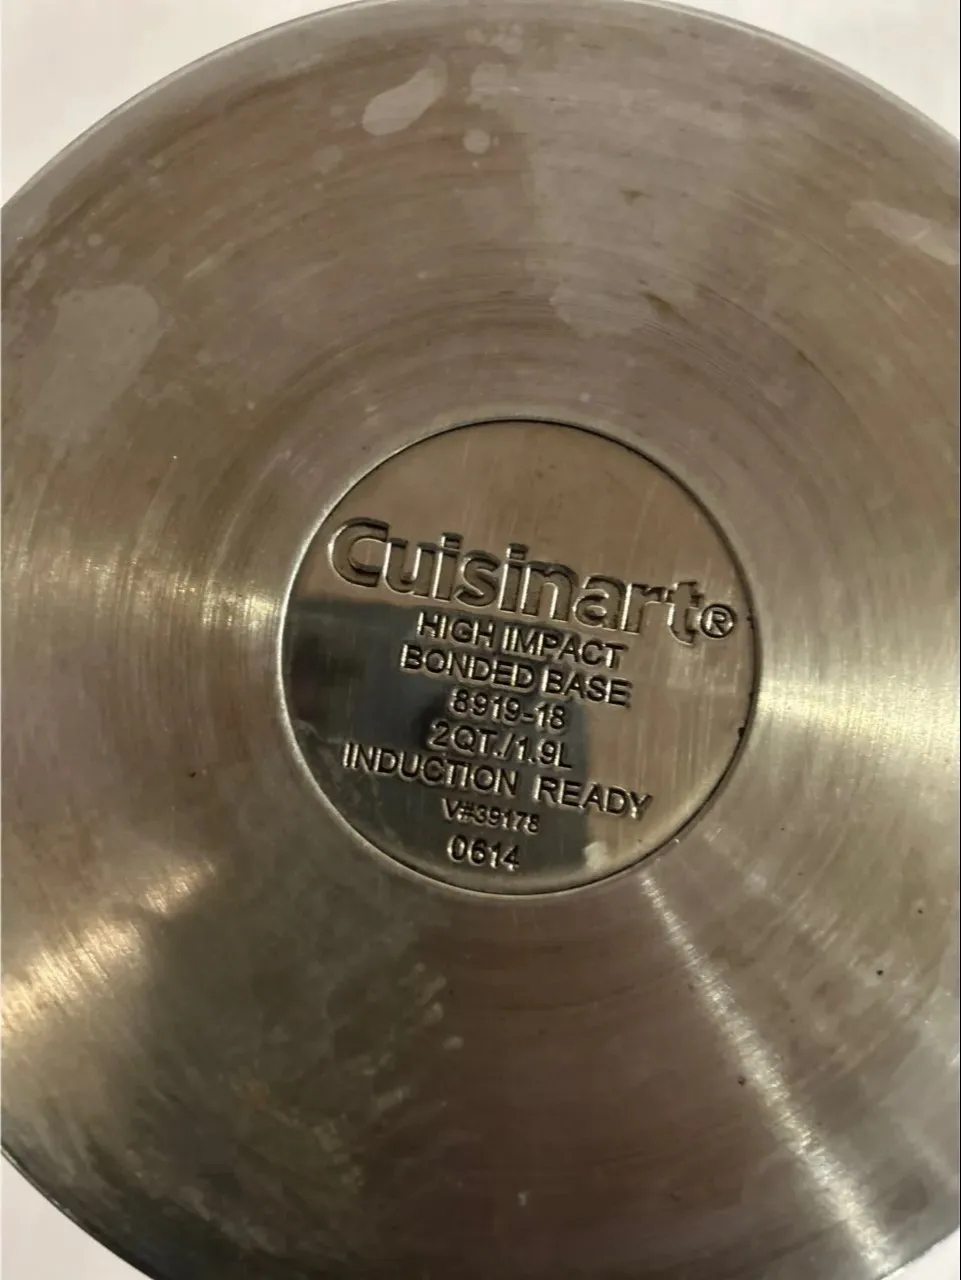 Cuisinart®
HIGH IMPACT
BONDED BASE
8919-18
2QT./1.9L
INDUCTION READY
V#39178
0614